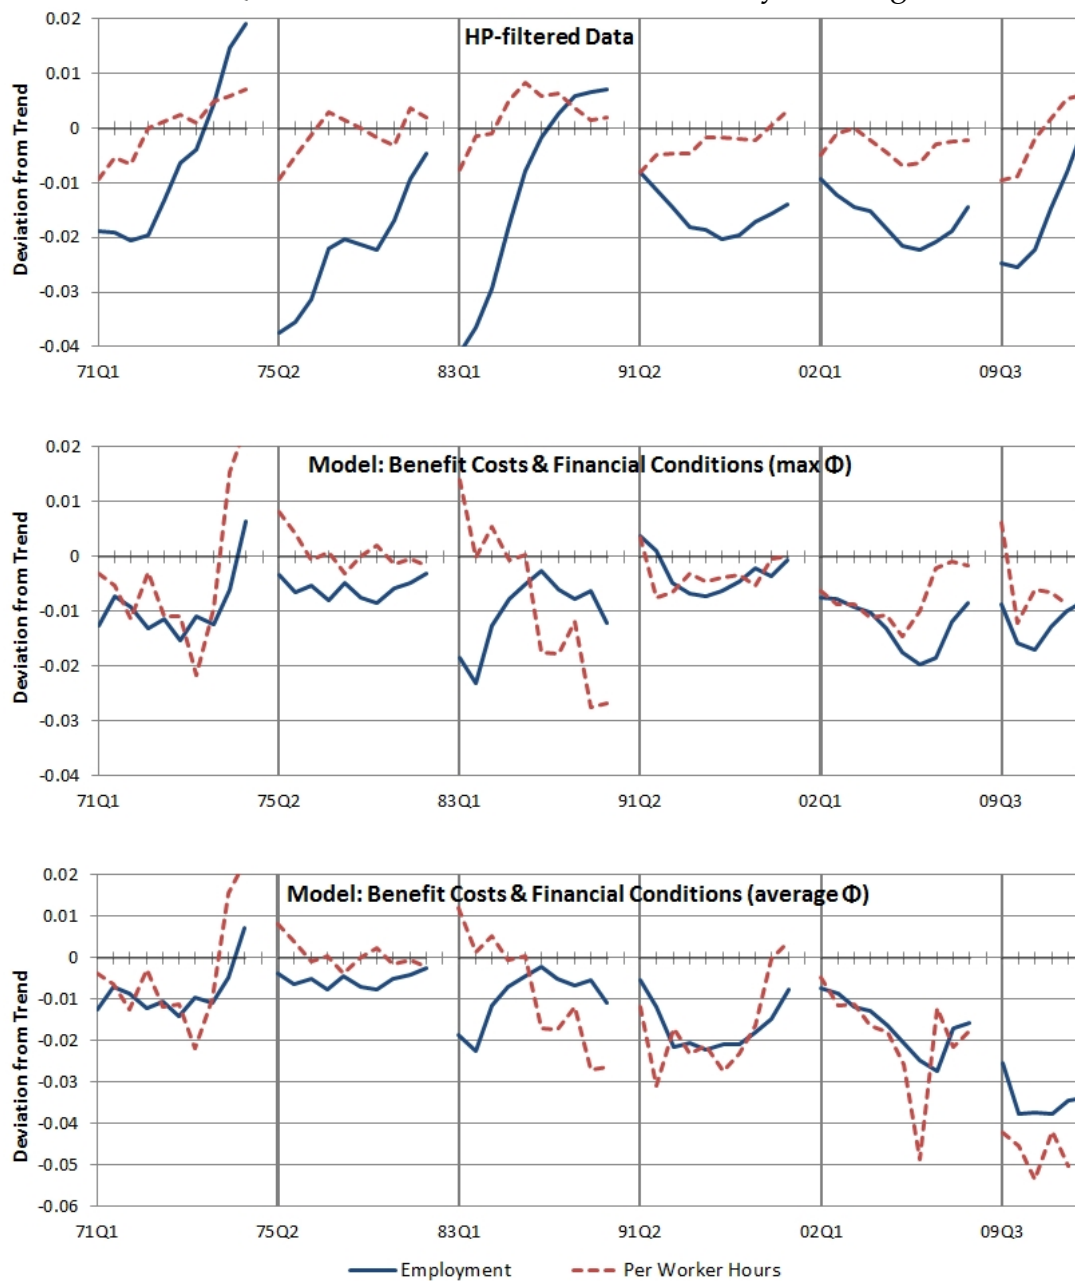 HP-filtered Data
Deviation from Trend
0.02
0.01
0
-0.01
-0.02
-0.03
-0.04
71Q1 75Q2 83Q1 91Q2 02Q1 09Q3
Model: Benefit Costs & Financial Conditions (max Φ)
Deviation from Trend
0.02
0.01
0
-0.01
-0.02
-0.03
-0.04
71Q1 75Q2 83Q1 91Q2 02Q1 09Q3
Model: Benefit Costs & Financial Conditions (average Φ)
Deviation from Trend
0.02
0.01
0
-0.01
-0.02
-0.03
-0.04
-0.05
-0.06
71Q1 75Q2 83Q1 91Q2 02Q1 09Q3
Employment Per Worker Hours